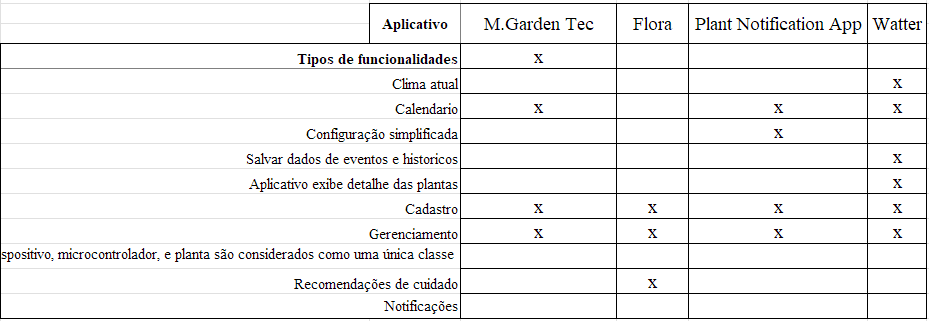 Aplicativo M.Garden Tec Flora Plant Notification App Watter
Tipos de funcionalidades x
Clima atual x
Calendario x x x
Configuração simplificada x
Salvar dados de eventos e historicos x
Aplicativo exibe detalhe das plantas x
Cadastro x x x x
Gerenciamento x x x x
spositivo, microcontrolador, e planta são considerados como uma única classe
Recomendações de cuidado x
Notificações